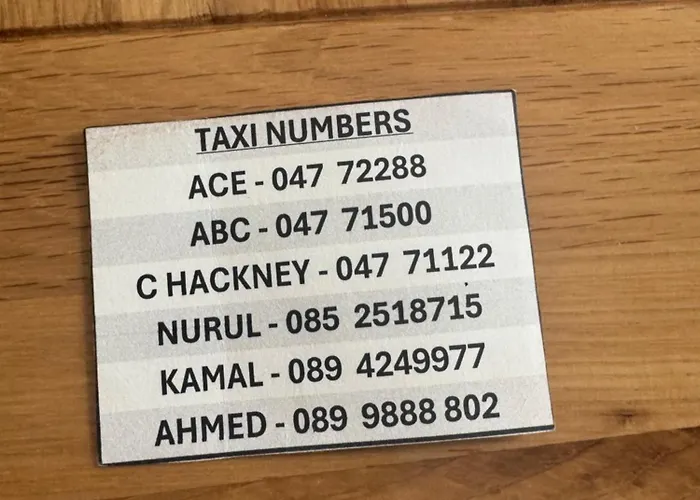 TAXI NUMBERS
ACE - 047 72288
ABC - 047 71500
C HACKNEY - 047 71122
NURUL - 085 2518715
KAMAL - 089 4249977
AHMED - 089 9888 802